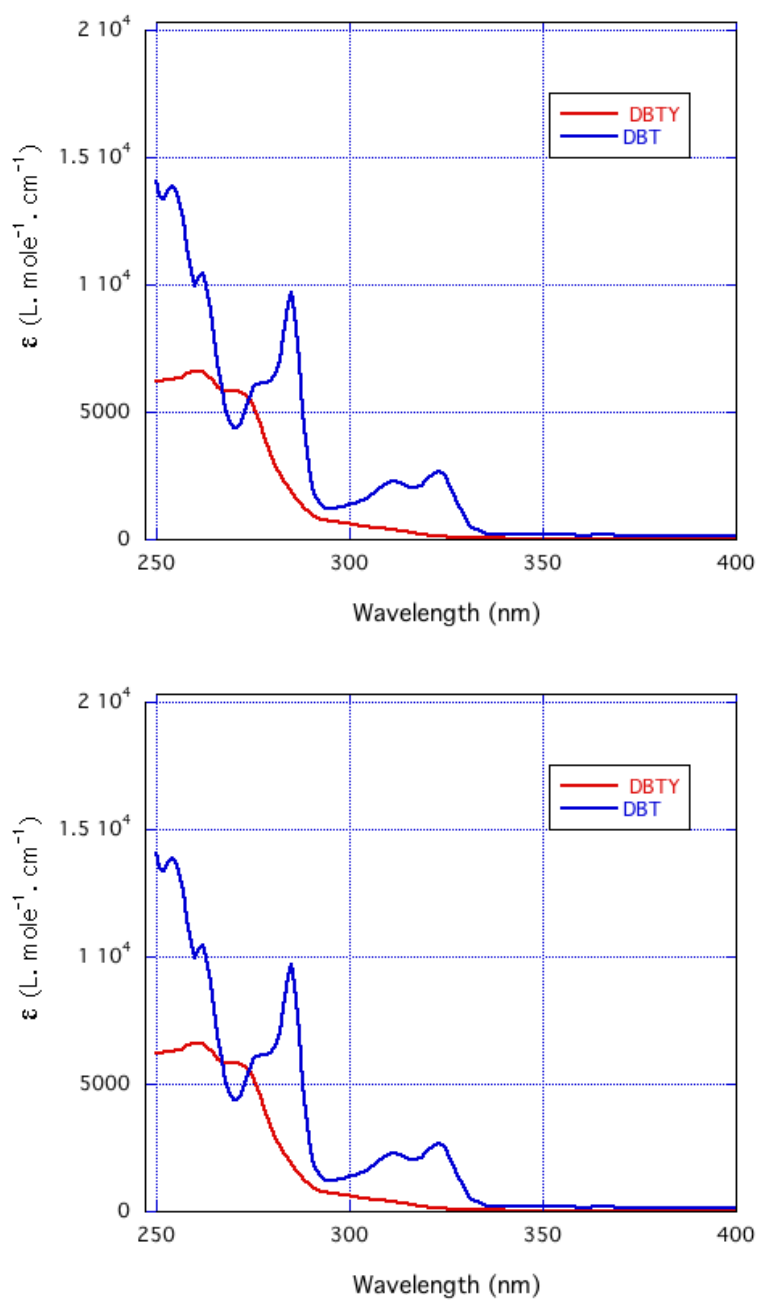 2 10⁴
1.5 10⁴
1 10⁴
5000
0
ε (L. mole⁻¹. cm⁻¹)
DBTY
DBT
250 300 350 400
Wavelength (nm)
2 10⁴
1.5 10⁴
1 10⁴
5000
0
ε (L. mole⁻¹. cm⁻¹)
DBTY
DBT
250 300 350 400
Wavelength (nm)